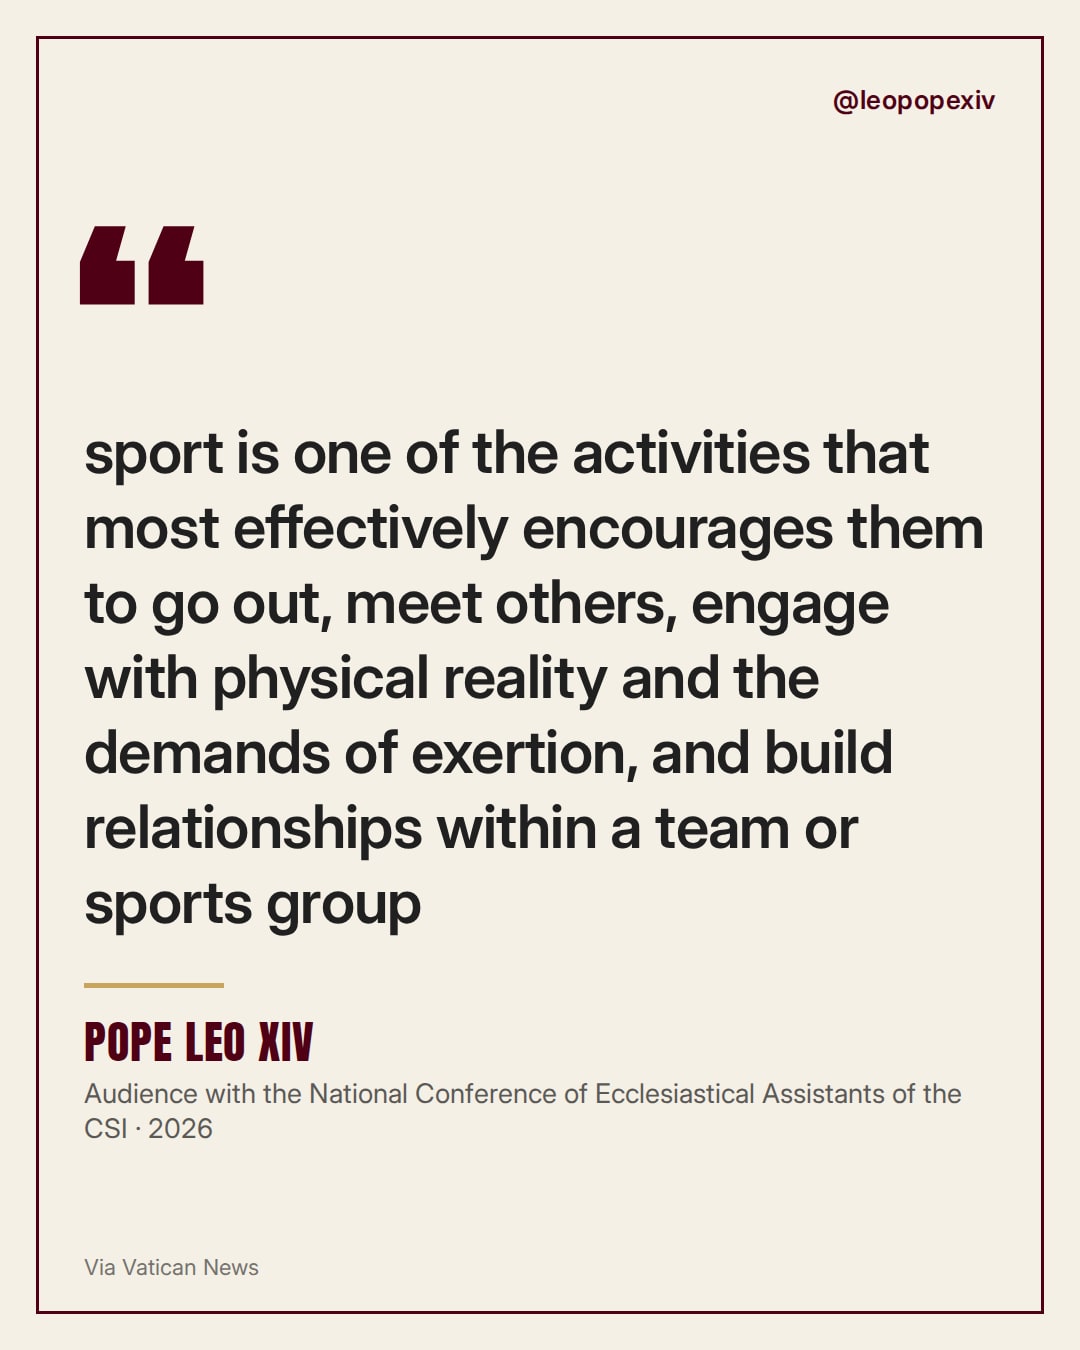 @leopopexiv
“
sport is one of the activities that
most effectively encourages them
to go out, meet others, engage
with physical reality and the
demands of exertion, and build
relationships within a team or
sports group
POPE LEO XIV
Audience with the National Conference of Ecclesiastical Assistants of the
CSI · 2026
Via Vatican News